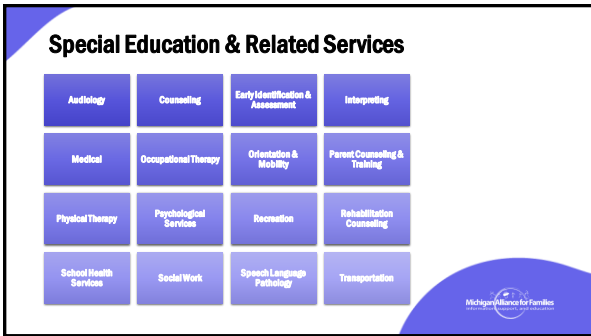 Special Education & Related Services
Audiology
Counseling
Early Identification &
Assessment
Interpreting
Medical
Occupational Therapy
Orientation &
Mobility
Parent Counseling &
Training
Physical Therapy
Psychological
Services
Recreation
Rehabilitation
Counseling
School Health
Services
Social Work
Speech Language
Pathology
Transportation
Michigan Alliance for Families
information, support, and education